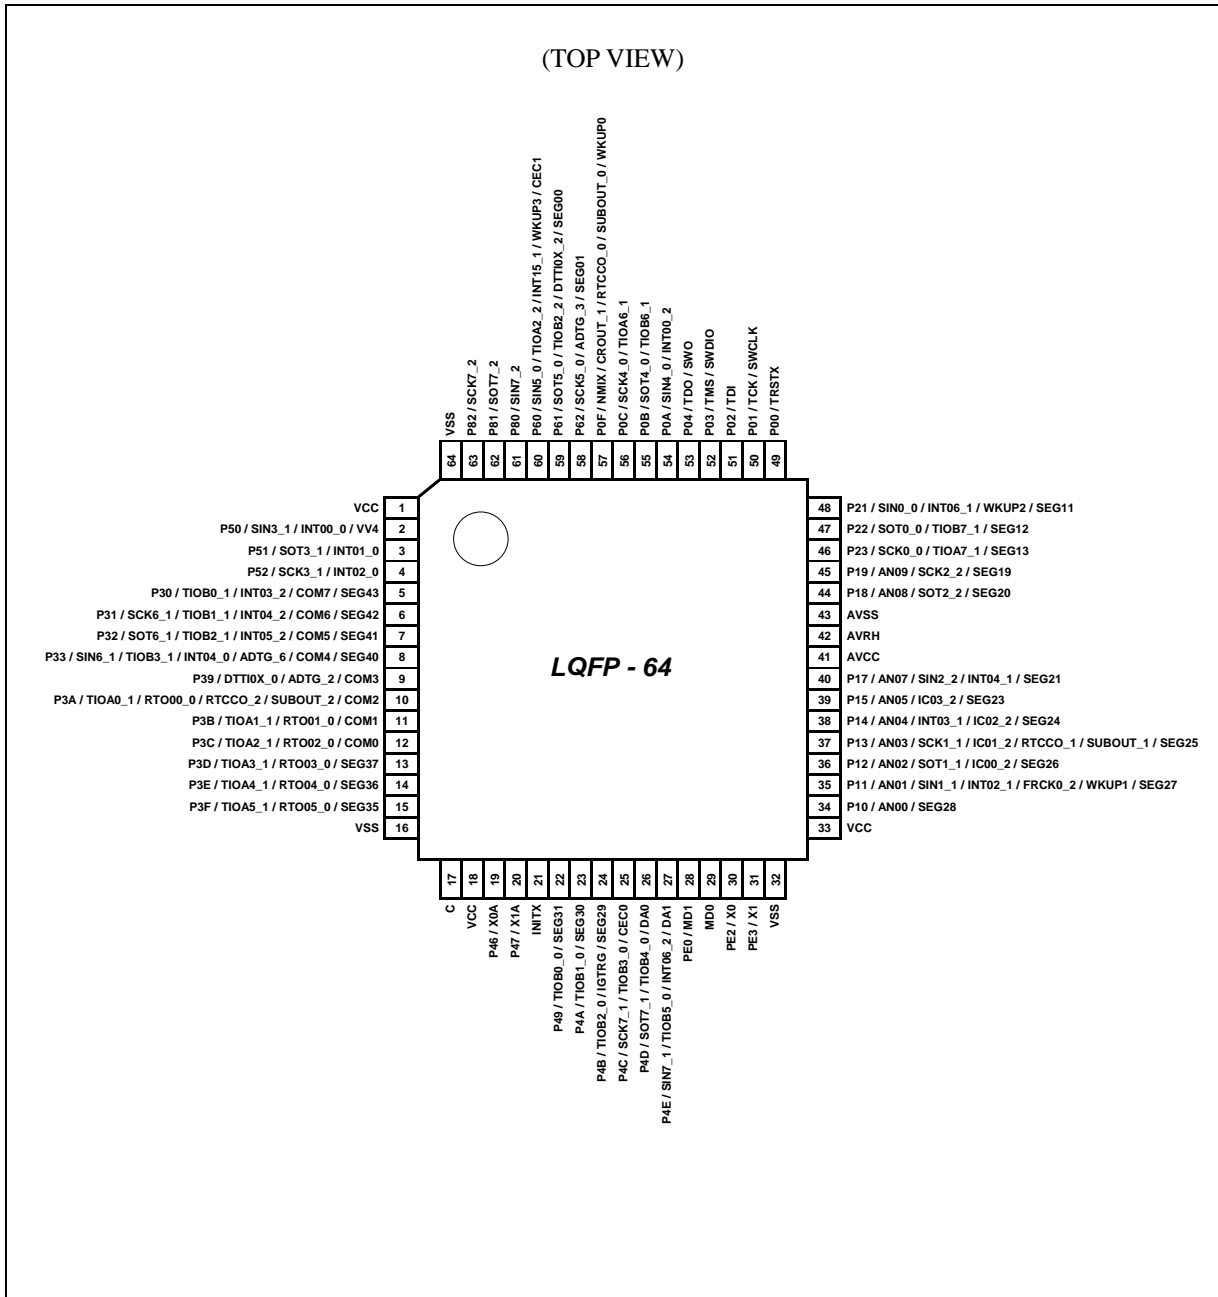 (TOP VIEW)
VSS
P82 / SCK7_2
P81 / SOT7_2
P80 / SIN7_2
P60 / SIN5_0 / TIOA2_2 / INT15_1 / WKUP3 / CEC1
P61 / SOT5_0 / TIOB2_2 / DTTI0X_2 / SEG00
P62 / SCK5_0 / ADTG_3 / SEG01
P0F / NMIX / CROUT_1 / RTCCO_0 / SUBOUT_0 / WKUP0
P0C / SCK4_0 / TIOA6_1
P0B / SOT4_0 / TIOB6_1
P0A / SIN4_0 / INT00_2
P04 / TDO / SWO
P03 / TMS / SWDIO
P02 / TDI
P01 / TCK / SWCLK
P00 / TRSTX
64
63
62
61
60
59
58
57
56
55
54
53
52
51
50
49
VCC 1
P50 / SIN3_1 / INT00_0 / VV4 2
P51 / SOT3_1 / INT01_0 3
P52 / SCK3_1 / INT02_0 4
P30 / TIOB0_1 / INT03_2 / COM7 / SEG43 5
P31 / SCK6_1 / TIOB1_1 / INT04_2 / COM6 / SEG42 6
P32 / SOT6_1 / TIOB2_1 / INT05_2 / COM5 / SEG41 7
P33 / SIN6_1 / TIOB3_1 / INT04_0 / ADTG_6 / COM4 / SEG40 8
P39 / DTTI0X_0 / ADTG_2 / COM3 9
P3A / TIOA0_1 / RTO00_0 / RTCCO_2 / SUBOUT_2 / COM2 10
P3B / TIOA1_1 / RTO01_0 / COM1 11
P3C / TIOA2_1 / RTO02_0 / COM0 12
P3D / TIOA3_1 / RTO03_0 / SEG37 13
P3E / TIOA4_1 / RTO04_0 / SEG36 14
P3F / TIOA5_1 / RTO05_0 / SEG35 15
VSS 16
LQFP - 64
48 P21 / SIN0_0 / INT06_1 / WKUP2 / SEG11
47 P22 / SOT0_0 / TIOB7_1 / SEG12
46 P23 / SCK0_0 / TIOA7_1 / SEG13
45 P19 / AN09 / SCK2_2 / SEG19
44 P18 / AN08 / SOT2_2 / SEG20
43 AVSS
42 AVRH
41 AVCC
40 P17 / AN07 / SIN2_2 / INT04_1 / SEG21
39 P15 / AN05 / IC03_2 / SEG23
38 P14 / AN04 / INT03_1 / IC02_2 / SEG24
37 P13 / AN03 / SCK1_1 / IC01_2 / RTCCO_1 / SUBOUT_1 / SEG25
36 P12 / AN02 / SOT1_1 / IC00_2 / SEG26
35 P11 / AN01 / SIN1_1 / INT02_1 / FRCK0_2 / WKUP1 / SEG27
34 P10 / AN00 / SEG28
33 VCC
17
18
19
20
21
22
23
24
25
26
27
28
29
30
31
32
C
VCC
P46 / X0A
P47 / X1A
INITX
P49 / TIOB0_0 / SEG31
P4A / TIOB1_0 / SEG30
P4B / TIOB2_0 / IGTRG / SEG29
P4C / SCK7_1 / TIOB3_0 / CEC0
P4D / SOT7_1 / TIOB4_0 / DA0
P4E / SIN7_1 / TIOB5_0 / INT06_2 / DA1
PE0 / MD1
MD0
PE2 / X0
PE3 / X1
VSS